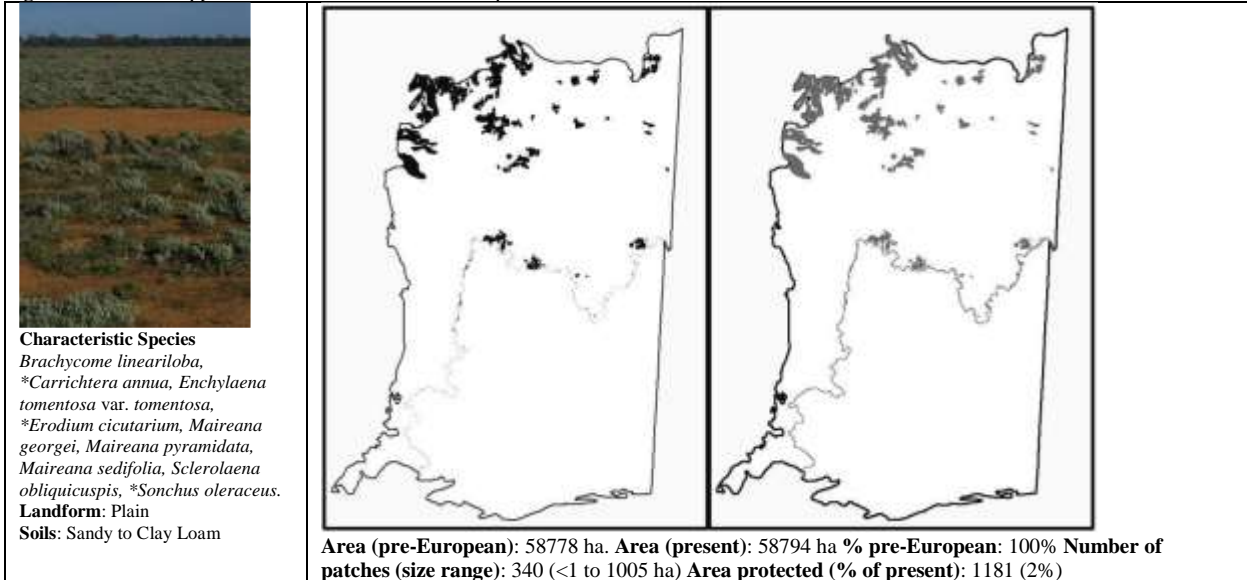 Characteristic Species
Brachycome lineariloba,
*Carrichtera annua, Enchylaena
tomentosa var. tomentosa,
*Erodium cicutarium, Maireana
georgei, Maireana pyramidata,
Maireana sedifolia, Sclerolaena
obliquicuspis, *Sonchus oleraceus.
Landform: Plain
Soils: Sandy to Clay Loam
Area (pre-European): 58778 ha. Area (present): 58794 ha % pre-European: 100% Number of
patches (size range): 340 (<1 to 1005 ha) Area protected (% of present): 1181 (2%)